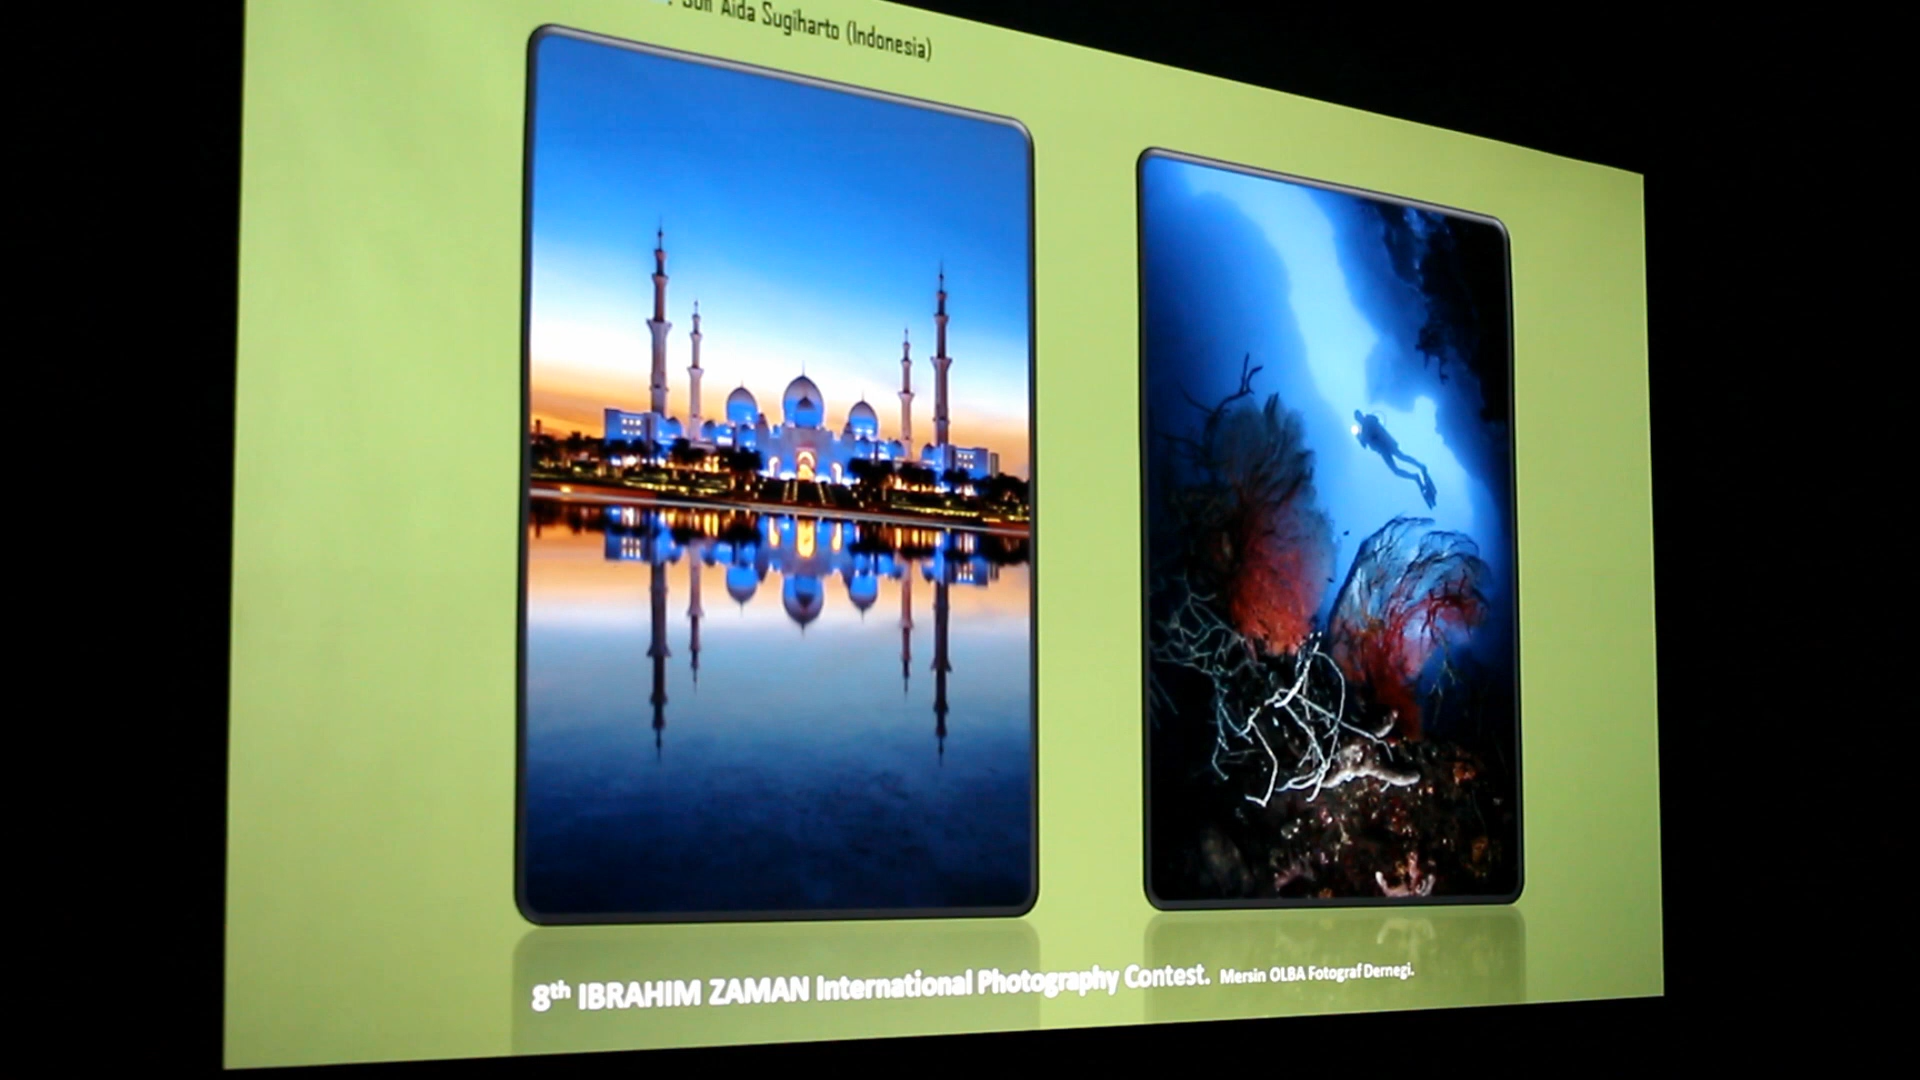 Aida Sugiharto (Indonesia)
8th IBRAHIM ZAMAN International Photography Contest. Mersin OLBA Fotograf Dernegi.